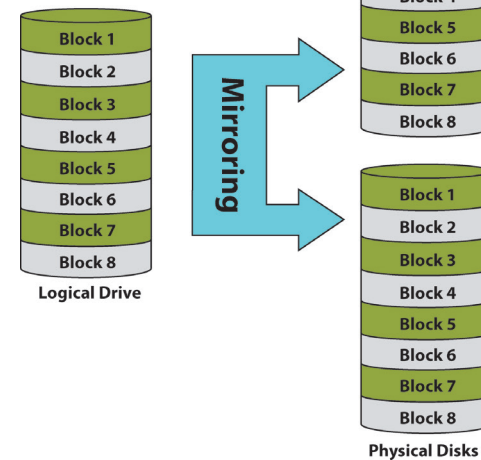 Block 1
Block 2
Block 3
Block 4
Block 5
Block 6
Block 7
Block 8
Logical Drive
Mirroring
Block 5
Block 6
Block 7
Block 8
Block 1
Block 2
Block 3
Block 4
Block 5
Block 6
Block 7
Block 8
Physical Disks